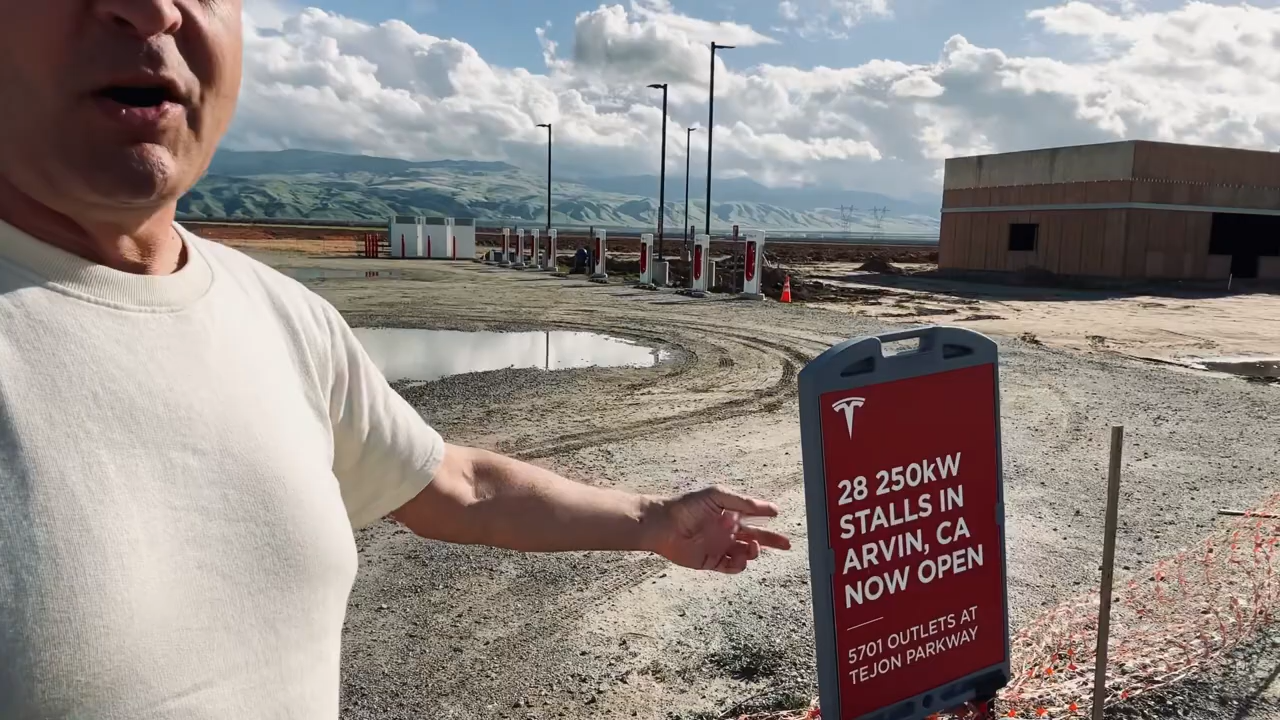 28 250kW
STALLS IN
ARVIN, CA
NOW OPEN
5701 OUTLETS AT
TEJON PARKWAY